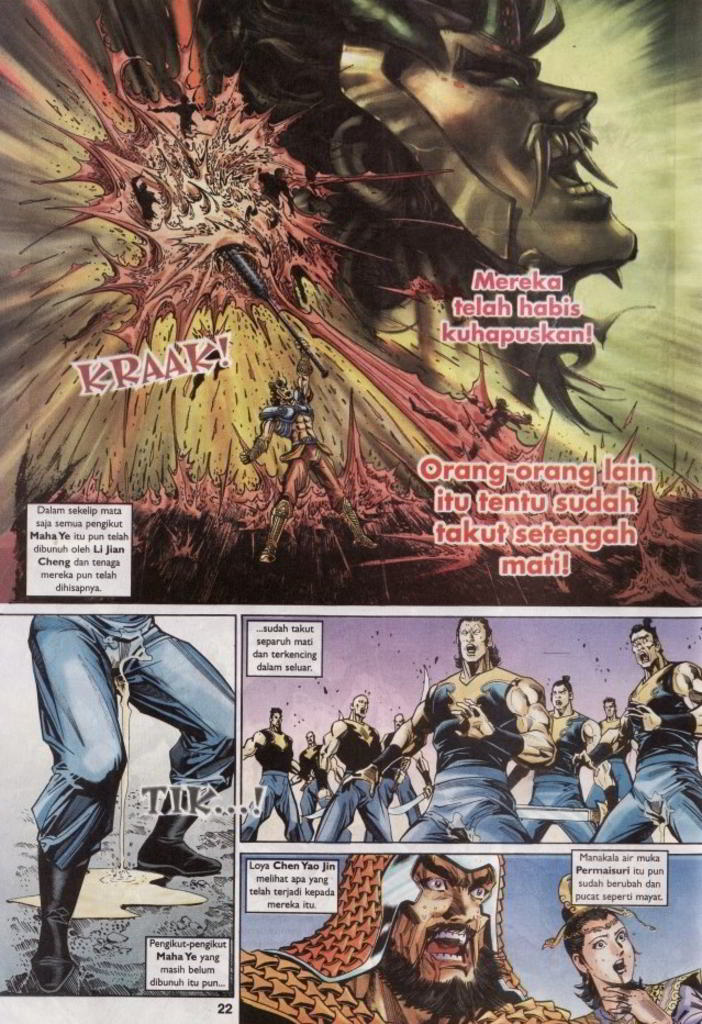 Mereka
telah habis
kuhapuskan!
KRAAK!
Orang-orang lain
itu tentu sudah
takut setengah
mati!
Dalam sekelip mata
saja semua pengikut
Maha Ye itu pun telah
dibunuh oleh Li Jian
Cheng dan tenaga
mereka pun telah
dihisapnya.
TIK....!
Pengikut-pengikut
Maha Ye yang
masih belum
dibunuh itu pun...
...sudah takut
separuh mati
dan terkencing
dalam seluar.
Loya Chen Yao Jin
melihat apa yang
telah terjadi kepada
mereka itu.
Manakala air muka
Permaisuri itu pun
sudah berubah dan
pucat seperti mayat.
22